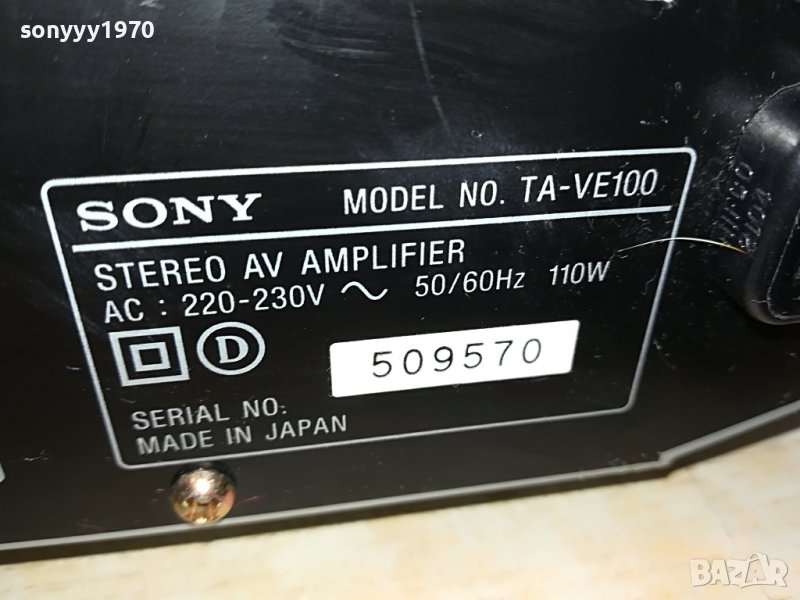 sonyyy1970
SONY MODEL NO. TA-VE100
STEREO AV AMPLIFIER
AC : 220-230V ~ 50/60Hz 110W
D
509570
SERIAL NO:
MADE IN JAPAN
BAZAR